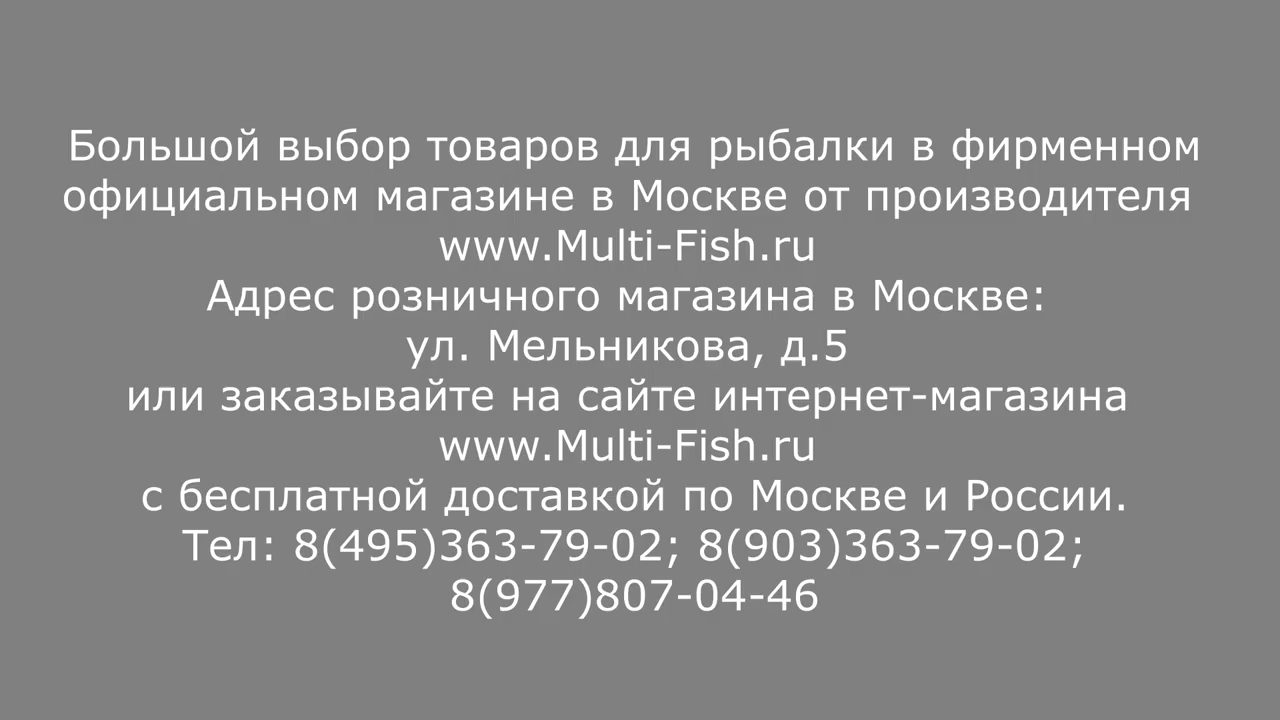 Большой выбор товаров для рыбалки в фирменном
официальном магазине в Москве от производителя
www.Multi-Fish.ru
Адрес розничного магазина в Москве:
ул. Мельникова, д.5
или заказывайте на сайте интернет-магазина
www.Multi-Fish.ru
с бесплатной доставкой по Москве и России.
Тел: 8(495)363-79-02; 8(903)363-79-02;
8(977)807-04-46